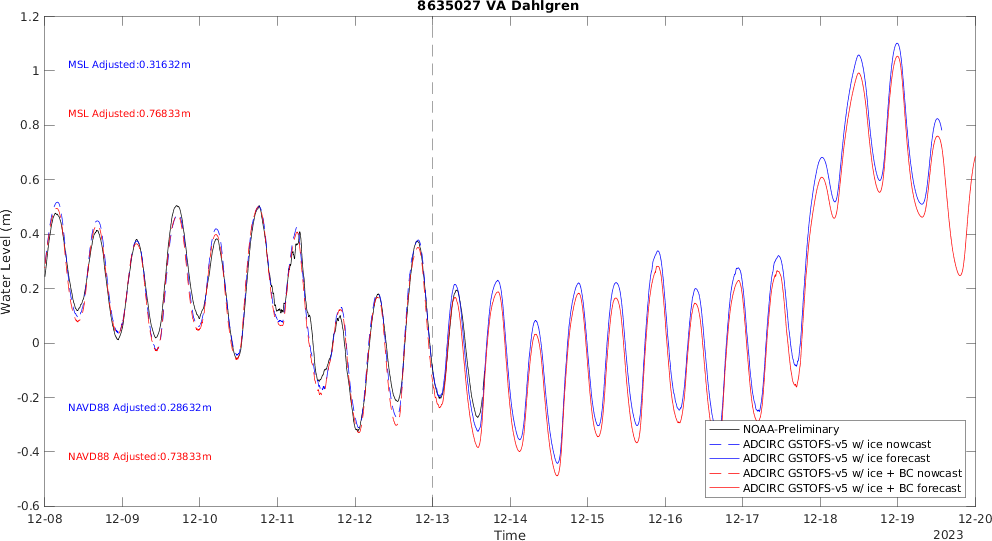 8635027 VA Dahlgren
1.2
1
0.8
0.6
0.4
0.2
0
-0.2
-0.4
-0.6
Water Level (m)
MSL Adjusted:0.31632m
MSL Adjusted:0.76833m
NAVD88 Adjusted:0.28632m
NAVD88 Adjusted:0.73833m
NOAA-Preliminary
ADCIRC GSTOFS-v5 w/ ice nowcast
ADCIRC GSTOFS-v5 w/ ice forecast
ADCIRC GSTOFS-v5 w/ ice + BC nowcast
ADCIRC GSTOFS-v5 w/ ice + BC forecast
12-08 12-09 12-10 12-11 12-12 12-13 12-14 12-15 12-16 12-17 12-18 12-19 12-20
Time
2023